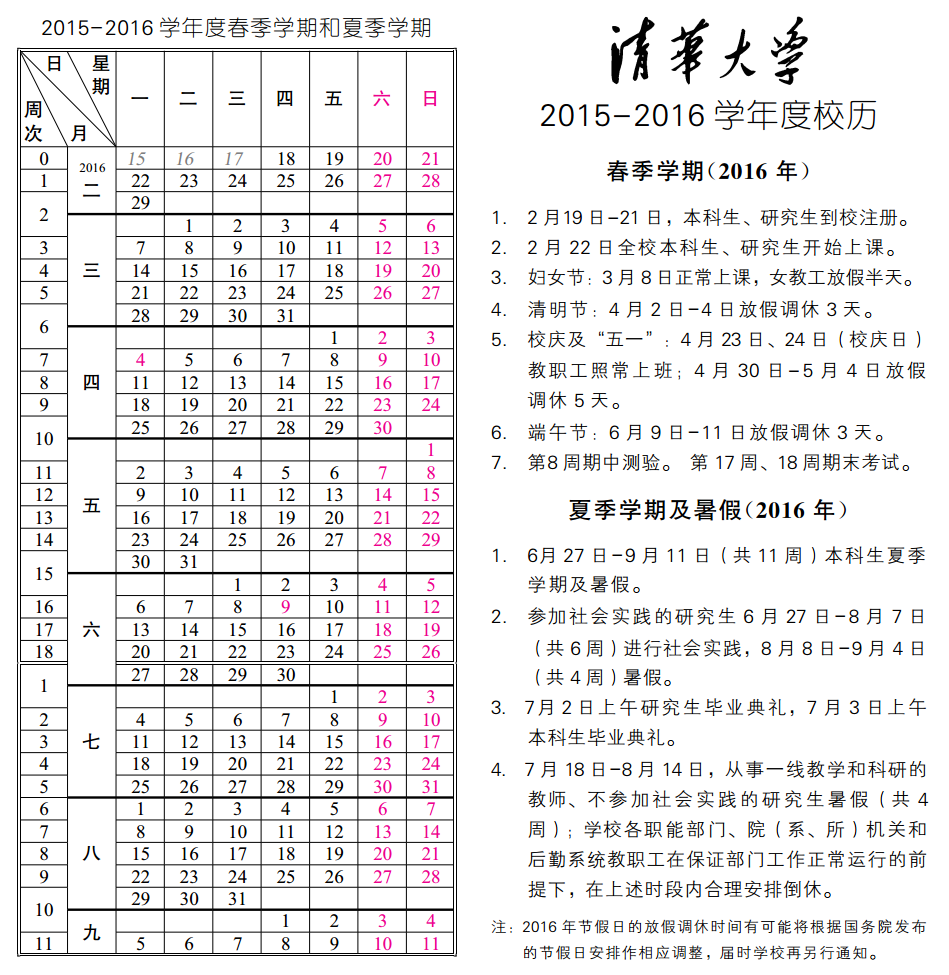 2015-2016 学年度春季学期和夏季学期
日 星期 周次 月 一 二 三 四 五 六 日
0 2016 二 15 16 17 18 19 20 21
1 22 23 24 25 26 27 28
2 29
三 1 2 3 4 5 6
3 7 8 9 10 11 12 13
4 14 15 16 17 18 19 20
5 21 22 23 24 25 26 27
6 28 29 30 31
四 1 2 3
7 4 5 6 7 8 9 10
8 11 12 13 14 15 16 17
9 18 19 20 21 22 23 24
10 25 26 27 28 29 30
五 1
11 2 3 4 5 6 7 8
12 9 10 11 12 13 14 15
13 16 17 18 19 20 21 22
14 23 24 25 26 27 28 29
15 30 31
六 1 2 3 4 5
16 6 7 8 9 10 11 12
17 13 14 15 16 17 18 19
18 20 21 22 23 24 25 26
1 27 28 29 30
七 1 2 3
2 4 5 6 7 8 9 10
3 11 12 13 14 15 16 17
4 18 19 20 21 22 23 24
5 25 26 27 28 29 30 31
6 八 1 2 3 4 5 6 7
7 8 9 10 11 12 13 14
8 15 16 17 18 19 20 21
9 22 23 24 25 26 27 28
10 29 30 31
九 1 2 3 4
11 5 6 7 8 9 10 11
清華大学
2015-2016 学年度校历
春季学期(2016 年)
1. 2 月19 日-21 日，本科生、研究生到校注册。
2. 2 月 22 日全校本科生、研究生开始上课。
3. 妇女节：3 月 8 日正常上课，女教工放假半天。
4. 清明节：4 月 2 日-4 日放假调休 3 天。
5. 校庆及“五一”：4 月 23 日、24 日（校庆日）
教职工照常上班；4 月 30 日-5 月 4 日放假
调休 5 天。
6. 端午节：6 月 9 日-11 日放假调休 3 天。
7. 第8 周期中测验。 第 17 周、18 周期末考试。
夏季学期及暑假(2016 年)
1. 6月 27 日-9 月 11 日（共 11 周）本科生夏季
学期及暑假。
2. 参加社会实践的研究生 6 月 27 日-8 月 7 日
（共 6 周）进行社会实践，8 月 8 日-9 月 4 日
（共 4 周）暑假。
3. 7月 2 日上午研究生毕业典礼，7 月 3 日上午
本科生毕业典礼。
4. 7 月 18 日-8 月 14 日，从事一线教学和科研的
教师、不参加社会实践的研究生暑假（共 4
周）；学校各职能部门、院（系、所）机关和
后勤系统教职工在保证部门工作正常运行的前
提下，在上述时段内合理安排倒休。
注：2016 年节假日的放假调休时间有可能将根据国务院发布
的节假日安排作相应调整，届时学校再另行通知。